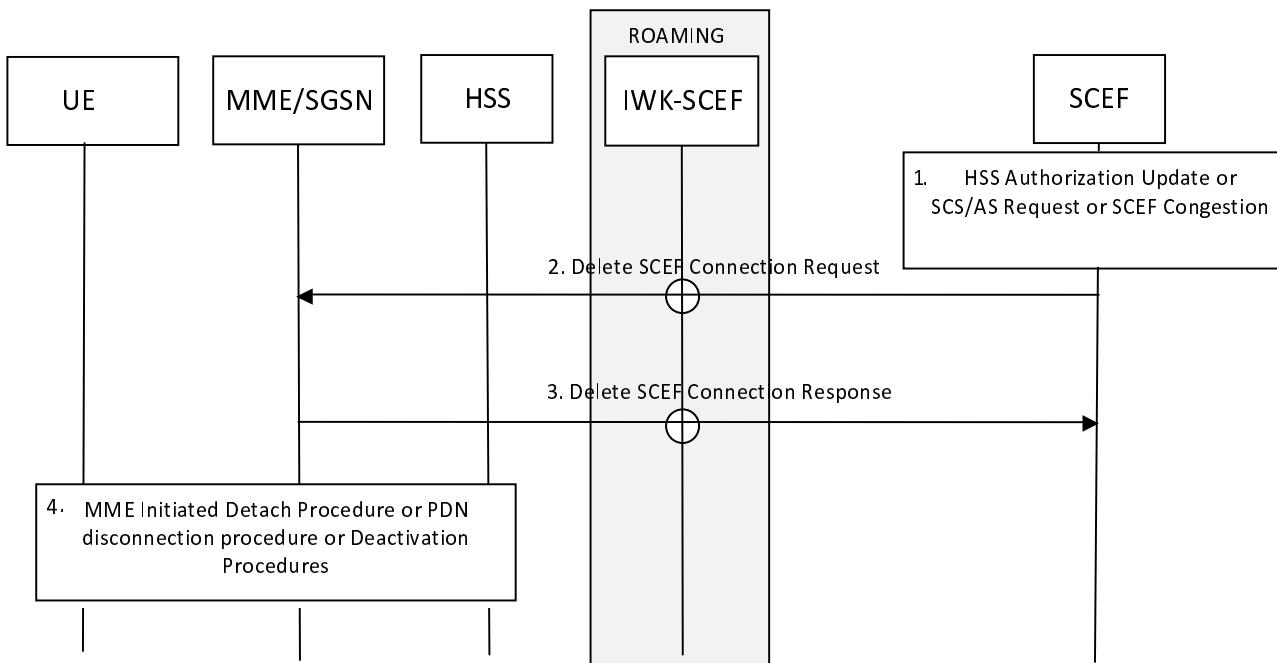 ROAMING
UE
MME/SGSN
HSS
IWK-SCEF
SCEF
1. HSS Authorization Update or
SCS/AS Request or SCEF Congestion
2. Delete SCEF Connection Request
3. Delete SCEF Connection Response
4. MME Initiated Detach Procedure or PDN
disconnection procedure or Deactivation
Procedures